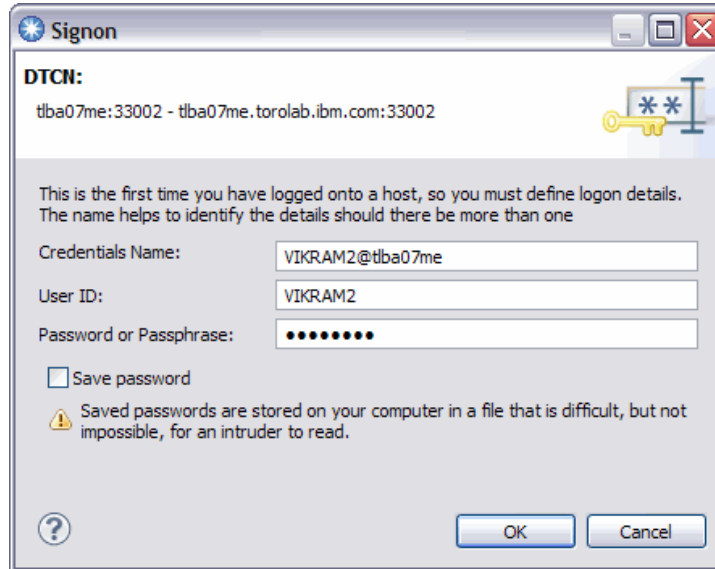 Signon
DTCN:
tlba07me:33002 - tlba07me.torolab.ibm.com:33002
**
This is the first time you have logged onto a host, so you must define logon details.
The name helps to identify the details should there be more than one
Credentials Name:
VIKRAM2@tlba07me
User ID:
VIKRAM2
Password or Passphrase:
●●●●●●●●
Save password
Saved passwords are stored on your computer in a file that is difficult, but not
impossible, for an intruder to read.
?
OK
Cancel